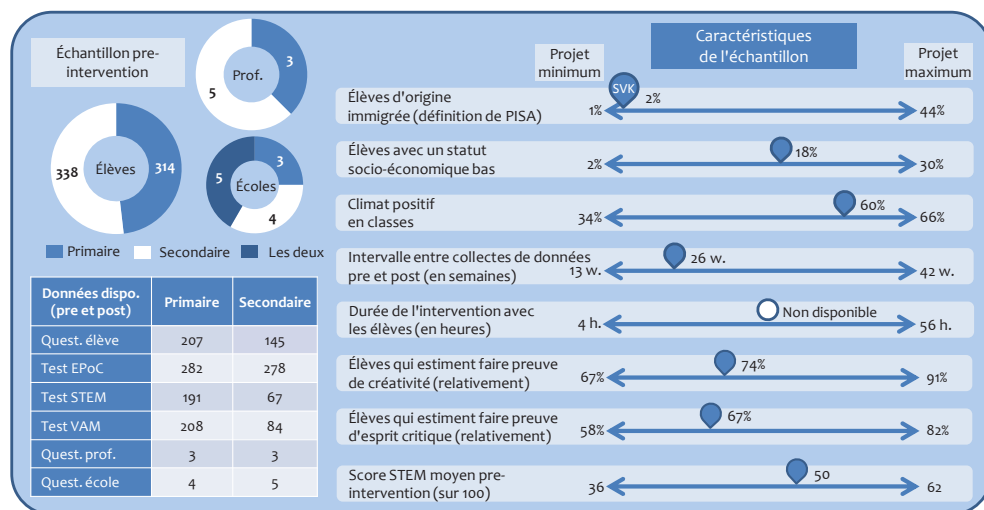 Échantillon pre-
intervention
Prof.
3
5
Élèves
338
314
Écoles
3
5
4
Primaire
Secondaire
Les deux
Données dispo.
(pre et post)
Primaire
Secondaire
Quest. élève
207
145
Test EPoC
282
278
Test STEM
191
67
Test VAM
208
84
Quest. prof.
3
3
Quest. école
4
5
Caractéristiques
de l'échantillon
Projet
minimum
Projet
maximum
Élèves d'origine
immigrée (définition de PISA)
1%
SVK
2%
44%
Élèves avec un statut
socio-économique bas
2%
18%
30%
Climat positif
en classes
34%
60%
66%
Intervalle entre collectes de données
pre et post (en semaines)
13 w.
26 w.
42 w.
Durée de l'intervention avec
les élèves (en heures)
4 h.
Non disponible
56 h.
Élèves qui estiment faire preuve
de créativité (relativement)
67%
74%
91%
Élèves qui estiment faire preuve
d'esprit critique (relativement)
58%
67%
82%
Score STEM moyen pre-
intervention (sur 100)
36
50
62